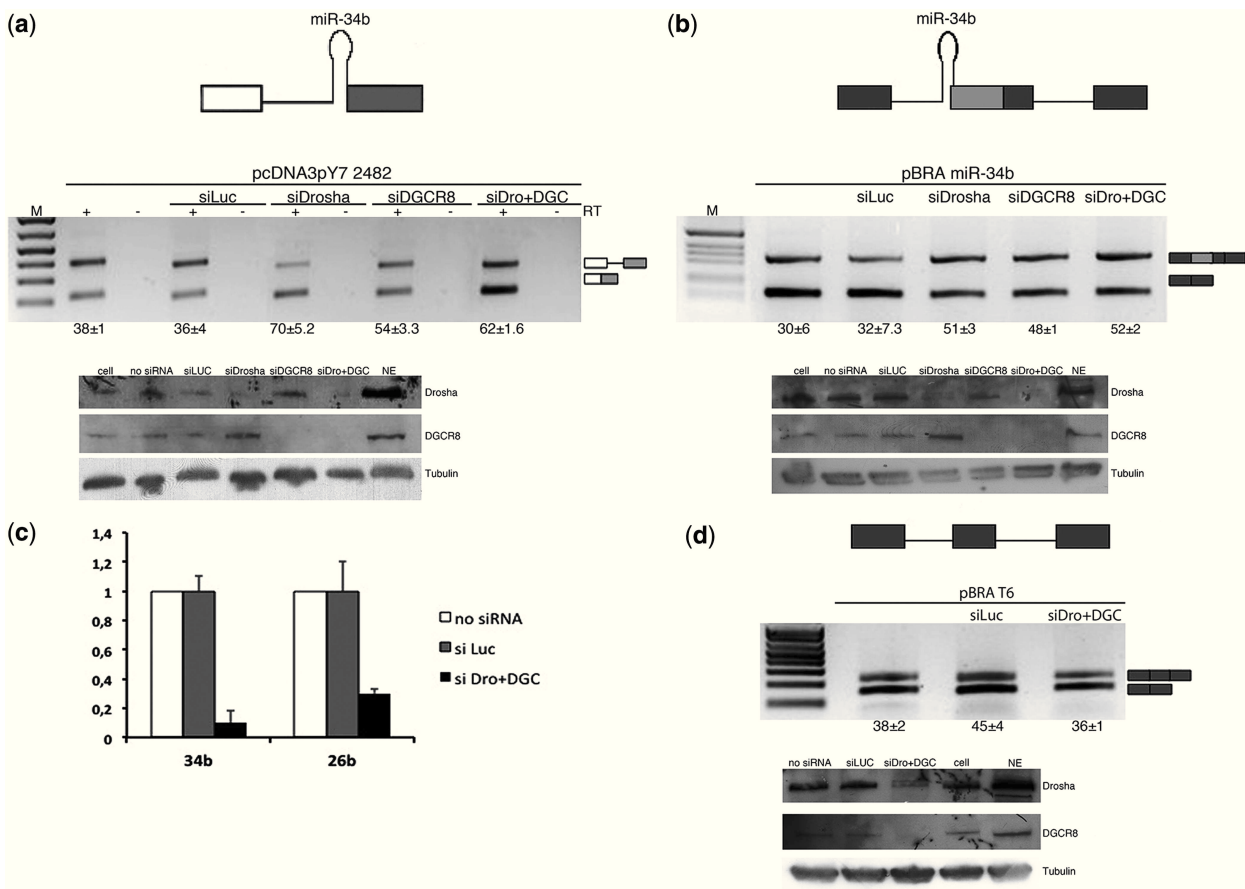 (a)
miR-34b
pcDNA3pY7 2482
siLuc siDrosha siDGCR8 siDro+DGC
M + - + - + - + - + - RT
38±1 36±4 70±5.2 54±3.3 62±1.6
cell no siRNA siLUC siDrosha siDGCR8 siDro+DGC NE
Drosha
DGCR8
Tubulin
(b)
miR-34b
pBRA miR-34b
M siLuc siDrosha siDGCR8 siDro+DGC
30±6 32±7.3 51±3 48±1 52±2
cell no siRNA siLUC siDrosha siDGCR8 siDro+DGC NE
Drosha
DGCR8
Tubulin
(c)
1,4
1,2
1
0,8
0,6
0,4
0,2
0
34b 26b
no siRNA
si Luc
si Dro+DGC
(d)
pBRA T6
siLuc siDro+DGC
38±2 45±4 36±1
no siRNA siLUC siDro+DGC cell NE
Drosha
DGCR8
Tubulin